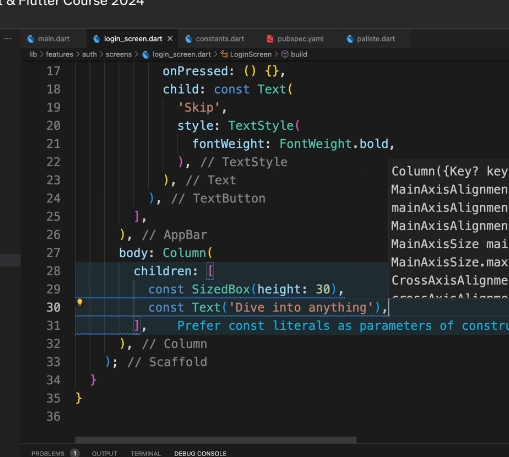 & Flutter Course 2024
main.dart login_screen.dart constants.dart pubspec.yaml pallete.dart
lib > features > auth > screens > login_screen.dart > LoginScreen > build
17 onPressed: () {},
18 child: const Text(
19 'Skip',
20 style: TextStyle(
21 fontWeight: FontWeight.bold,
22 ), // TextStyle
23 ), // Text
24 ), // TextButton
25 ],
26 ), // AppBar
27 body: Column(
28 children: [
29 const SizedBox(height: 30),
30 const Text('Dive into anything'),
31 ], Prefer const literals as parameters of constru
32 ), // Column
33 ); // Scaffold
34 }
35 }
36
Column({Key? key
MainAxisAlignmen
mainAxisAlignmen
MainAxisAlignmen
MainAxisSize mai
MainAxisSize.max
CrossAxisAlignme
crossAxisAlignme
PROBLEMS 1 OUTPUT TERMINAL DEBUG CONSOLE